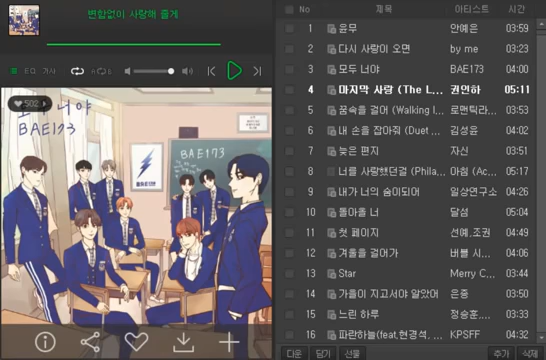 변함없이 사랑해 줄게
EQ 가사
502
모두 너야
BAE173
BAE173
No 제목 아티스트 시간
1 윤무 안예은 03:59
2 다시 사랑이 오면 by me 03:23
3 모두 너야 BAE173 04:00
4 마지막 사랑 (The L... 권인하 05:11
5 꿈속을 걸어 (Walking I... 로맨틱라... 03:53
6 내 손을 잡아줘 (Duet ... 김성윤 04:02
7 늦은 편지 자신 03:51
8 너를 사랑했던걸 (Phila... 아침 (Ac... 05:17
9 내가 너의 숨이되어 일상연구소 04:26
10 돌아올 너 달섬 05:04
11 첫 페이지 선예,조권 04:49
12 겨울을 걸어가 버블 시... 04:06
13 Star Merry C... 03:44
14 가을이 지고서야 알았어 은종 03:50
15 느린 하루 정승훈,... 03:33
16 파란하늘(feat,현경석, ... KPSFF 04:32
다운 담기 선물 추가 삭제